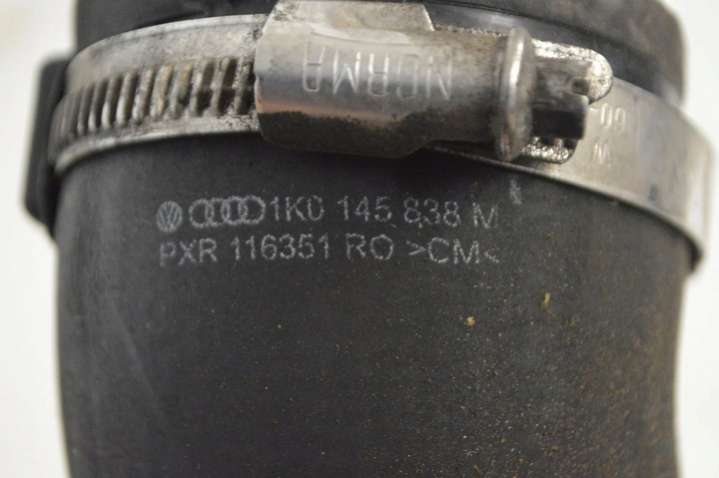 NORMA
1K0 145 838 M
PXR 116351 RO >CM<